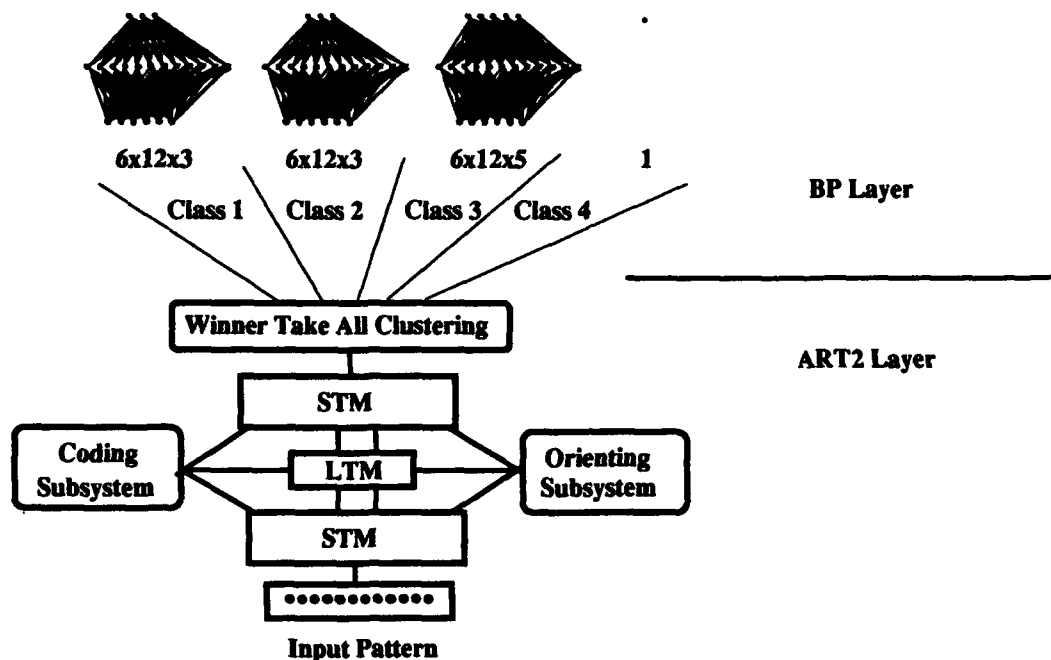 6x12x3 6x12x3 6x12x5 1
BP Layer
Class 1 Class 2 Class 3 Class 4
Winner Take All Clustering
ART2 Layer
STM
Coding
Subsystem
LTM
Orienting
Subsystem
STM
Input Pattern